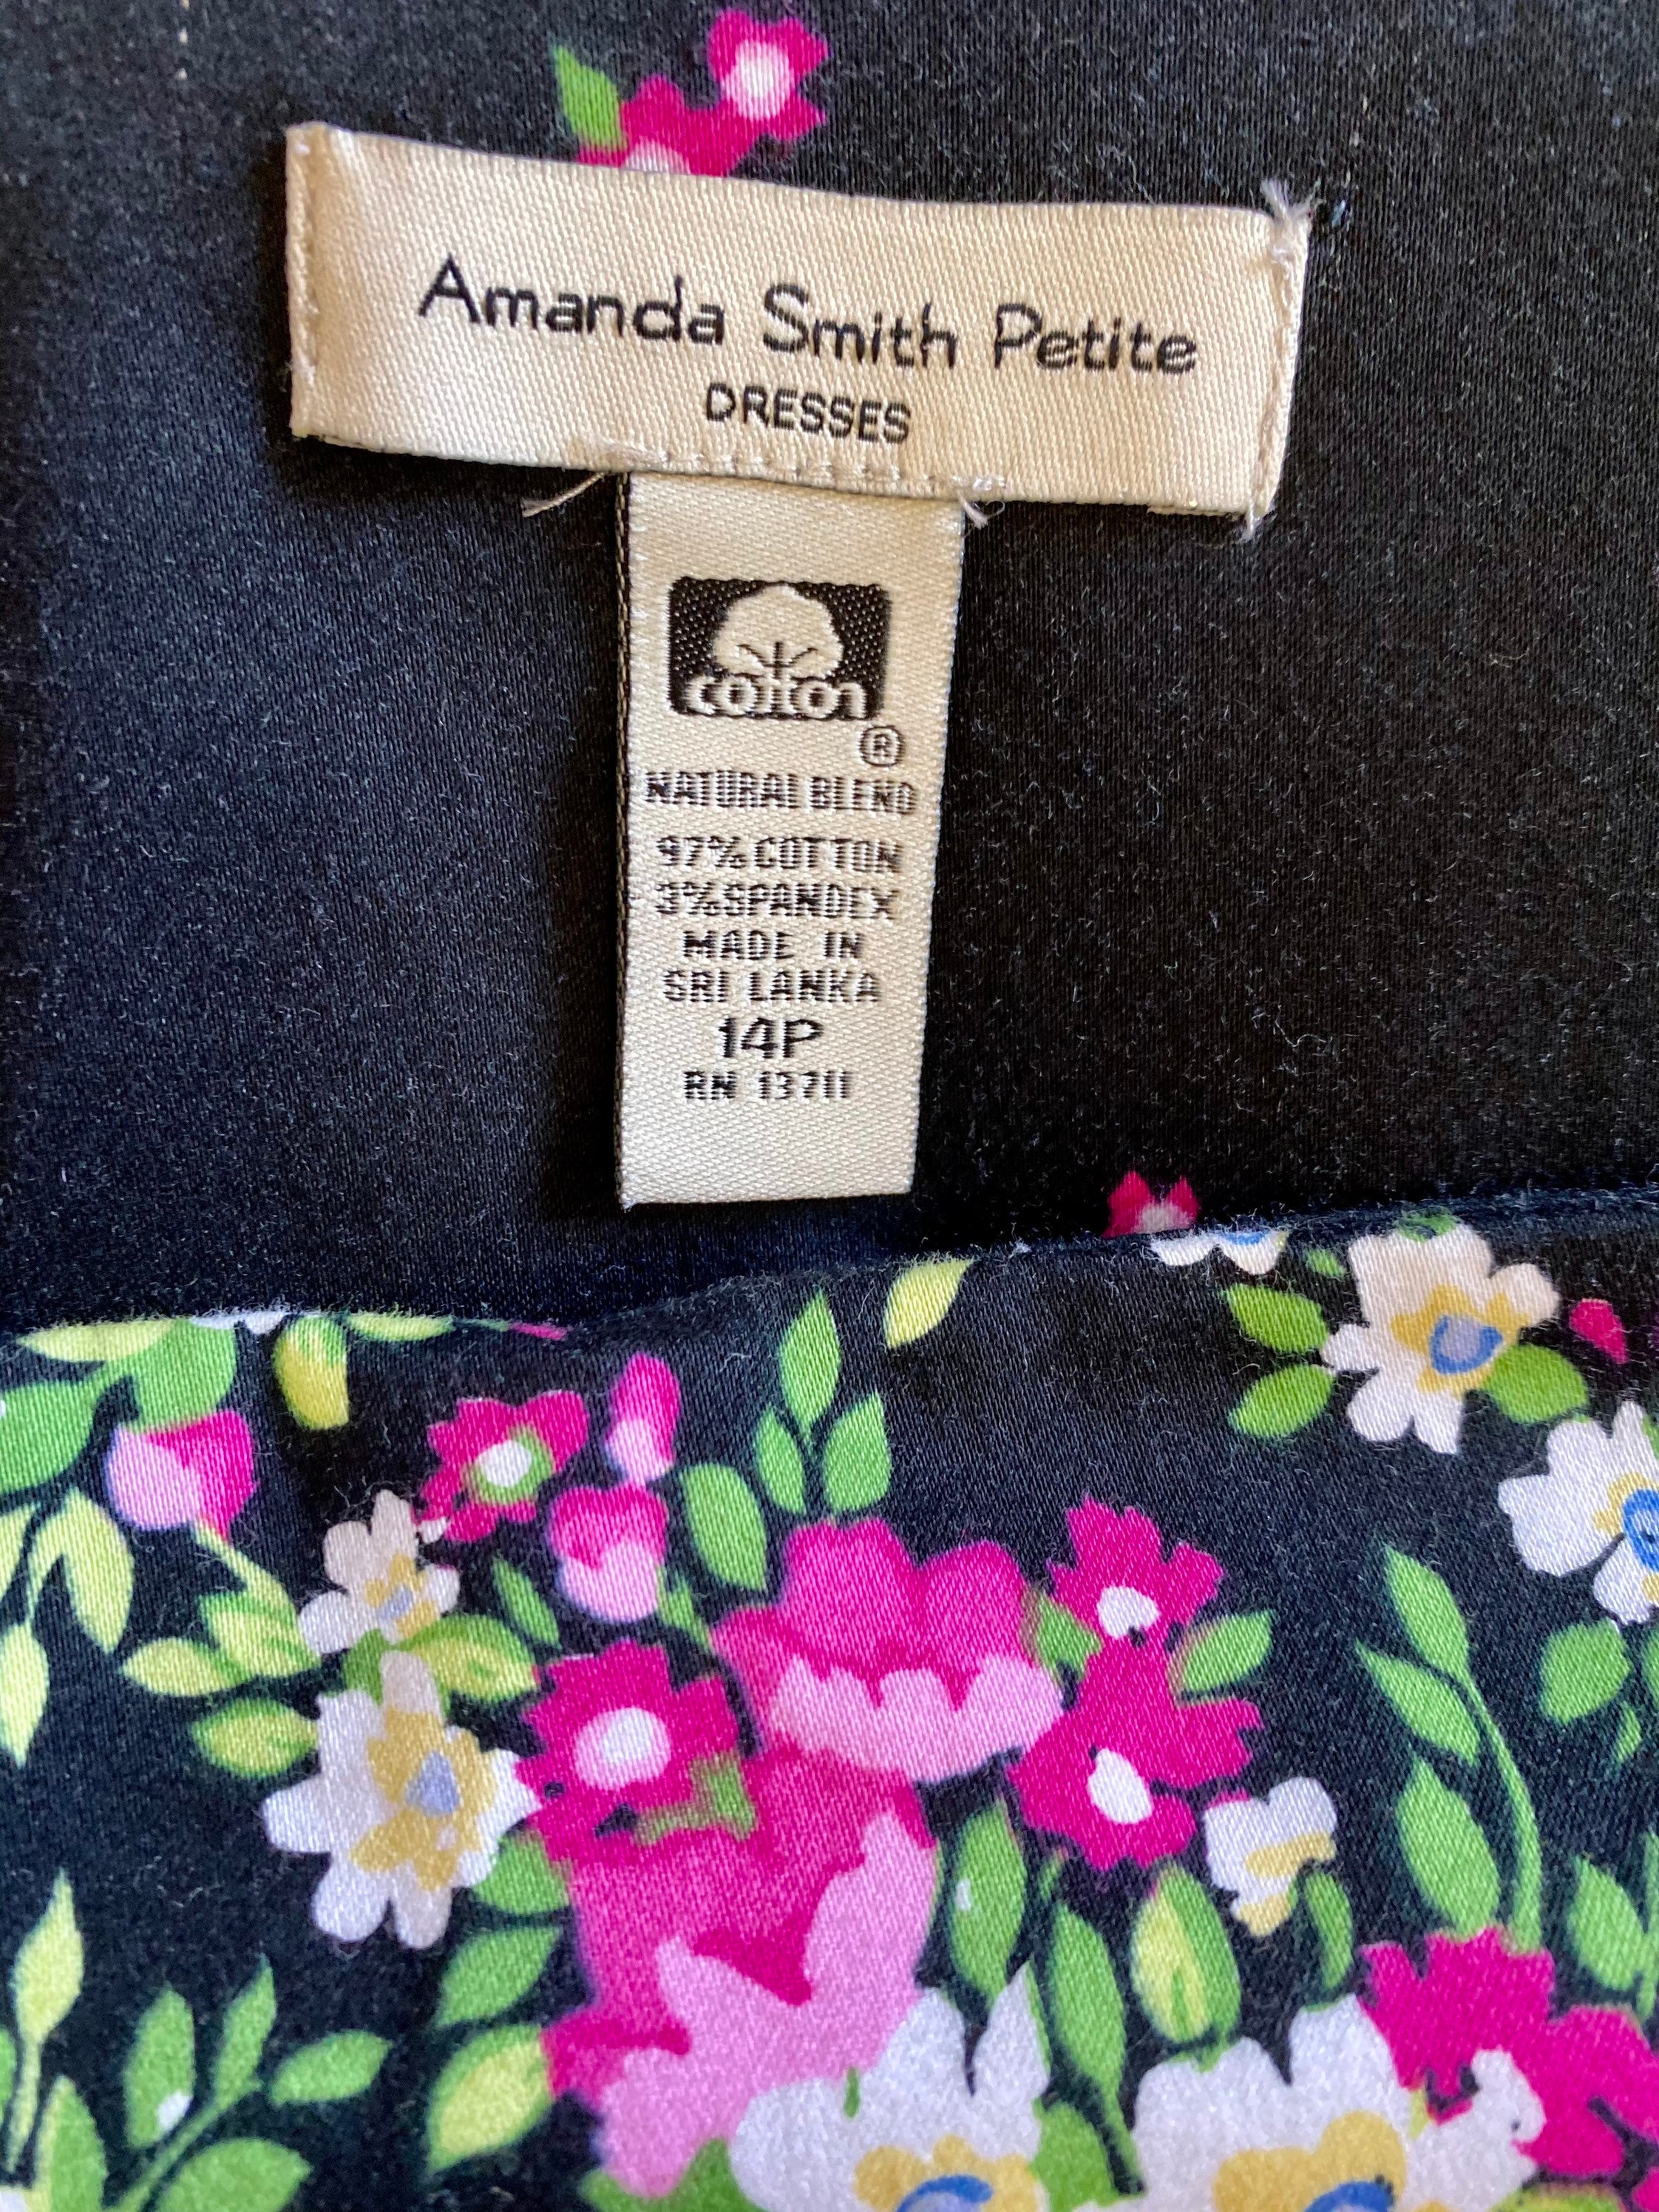 Amanda Smith Petite
DRESSES
cotton
®
NATURAL BLEND
97% COTTON
3% SPANDEX
MADE IN
SRI LANKA
14P
RN 13711